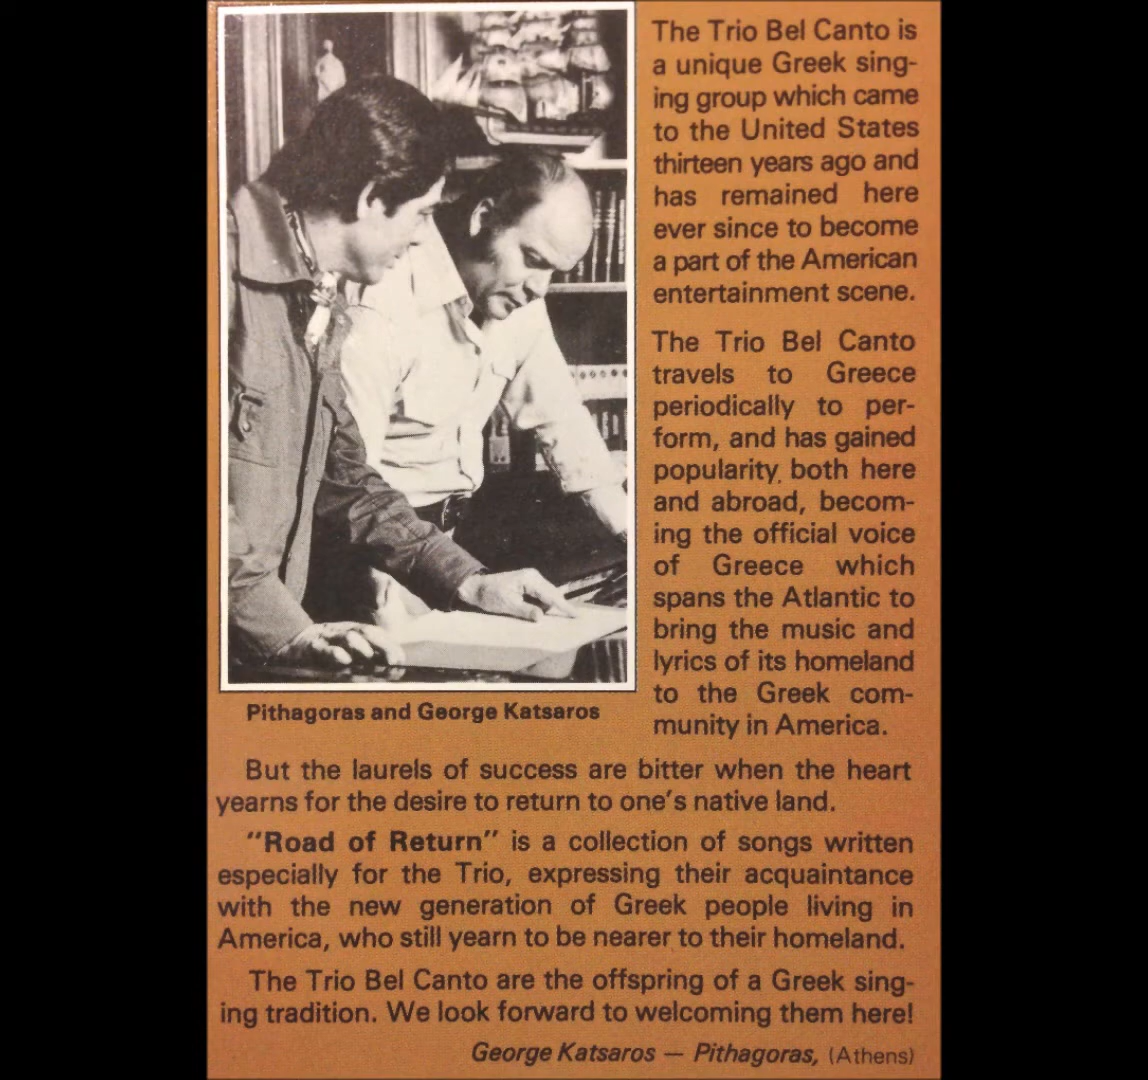 The Trio Bel Canto is
a unique Greek sing-
ing group which came
to the United States
thirteen years ago and
has remained here
ever since to become
a part of the American
entertainment scene.
The Trio Bel Canto
travels to Greece
periodically to per-
form, and has gained
popularity, both here
and abroad, becom-
ing the official voice
of Greece which
spans the Atlantic to
bring the music and
lyrics of its homeland
to the Greek com-
munity in America.
Pithagoras and George Katsaros
But the laurels of success are bitter when the heart
yearns for the desire to return to one's native land.
"Road of Return" is a collection of songs written
especially for the Trio, expressing their acquaintance
with the new generation of Greek people living in
America, who still yearn to be nearer to their homeland.
The Trio Bel Canto are the offspring of a Greek sing-
ing tradition. We look forward to welcoming them here!
George Katsaros — Pithagoras, (Athens)